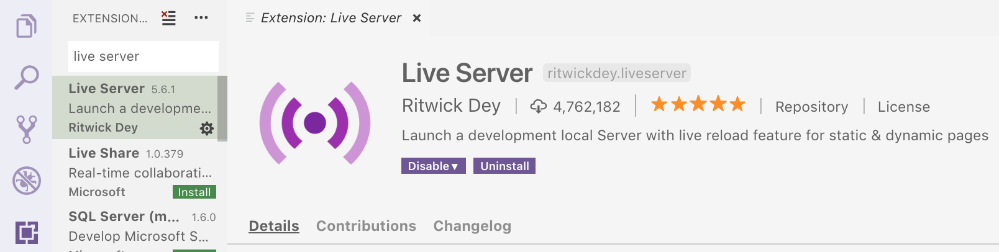 EXTENSION...
live server
Live Server 5.6.1
Launch a developme...
Ritwick Dey
Live Share 1.0.379
Real-time collaborati...
Microsoft Install
SQL Server (m... 1.6.0
Develop Microsoft S...
Extension: Live Server
Live Server ritwickdey.liveserver
Ritwick Dey | 4,762,182 | Repository | License
Launch a development local Server with live reload feature for static & dynamic pages
Disable▾ Uninstall
Details Contributions Changelog